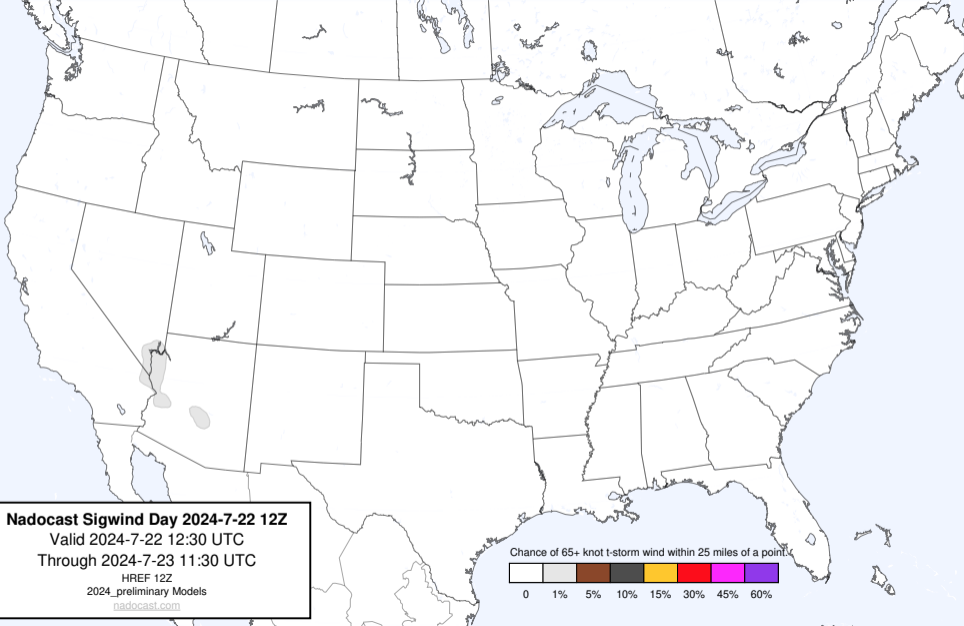 Nadocast Sigwind Day 2024-7-22 12Z
Valid 2024-7-22 12:30 UTC
Through 2024-7-23 11:30 UTC
HREF 12Z
2024_preliminary Models
nadocast.com
Chance of 65+ knot t-storm wind within 25 miles of a point.
0 1% 5% 10% 15% 30% 45% 60%